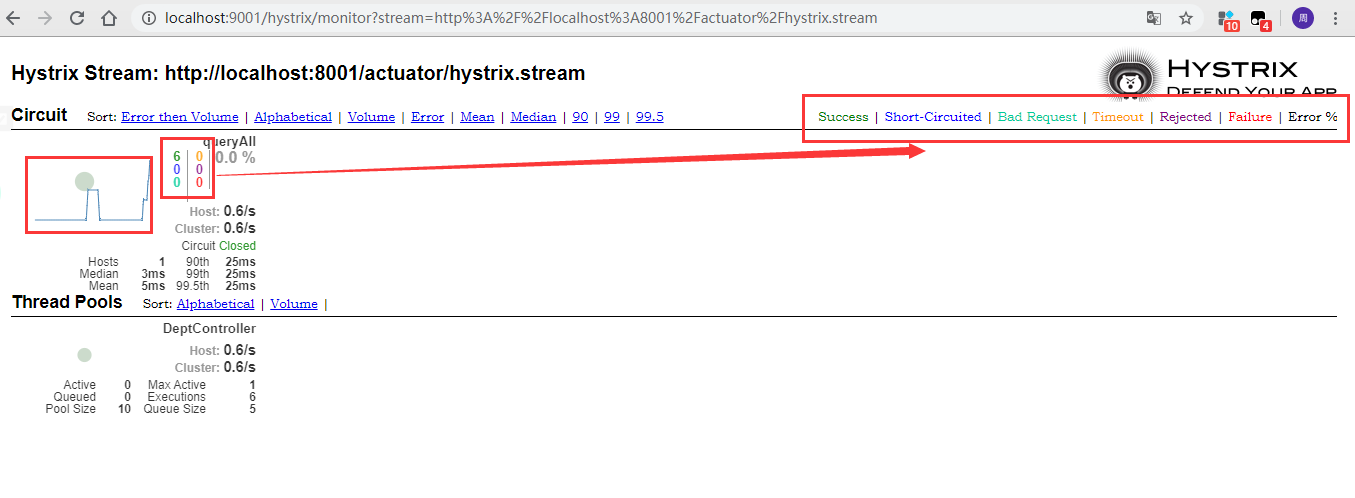 localhost:9001/hystrix/monitor?stream=http%3A%2F%2Flocalhost%3A8001%2Factuator%2Fhystrix.stream
10
4
周
Hystrix Stream: http://localhost:8001/actuator/hystrix.stream
HYSTRIX
DEFEND YOUR APP
Circuit Sort: Error then Volume | Alphabetical | Volume | Error | Mean | Median | 90 | 99 | 99.5
Success | Short-Circuited | Bad Request | Timeout | Rejected | Failure | Error %
queryAll
6 0 0.0 %
0 0
0 0
Host: 0.6/s
Cluster: 0.6/s
Circuit Closed
Hosts 1 90th 25ms
Median 3ms 99th 25ms
Mean 5ms 99.5th 25ms
Thread Pools Sort: Alphabetical | Volume |
DeptController
Host: 0.6/s
Cluster: 0.6/s
Active 0 Max Active 1
Queued 0 Executions 6
Pool Size 10 Queue Size 5